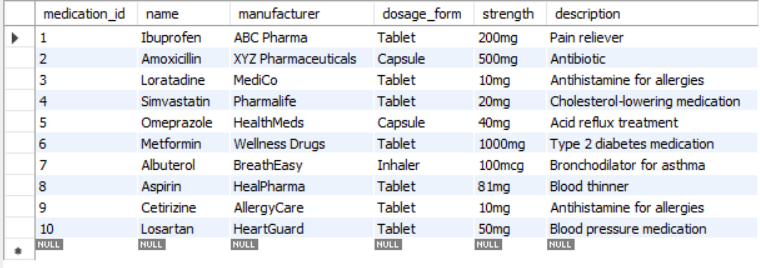 medication_id name manufacturer dosage_form strength description
1 Ibuprofen ABC Pharma Tablet 200mg Pain reliever
2 Amoxicillin XYZ Pharmaceuticals Capsule 500mg Antibiotic
3 Loratadine MediCo Tablet 10mg Antihistamine for allergies
4 Simvastatin Pharmalife Tablet 20mg Cholesterol-lowering medication
5 Omeprazole HealthMeds Capsule 40mg Acid reflux treatment
6 Metformin Wellness Drugs Tablet 1000mg Type 2 diabetes medication
7 Albuterol BreathEasy Inhaler 100mcg Bronchodilator for asthma
8 Aspirin HealPharma Tablet 81mg Blood thinner
9 Cetirizine AllergyCare Tablet 10mg Antihistamine for allergies
10 Losartan HeartGuard Tablet 50mg Blood pressure medication
NULL NULL NULL NULL NULL NULL